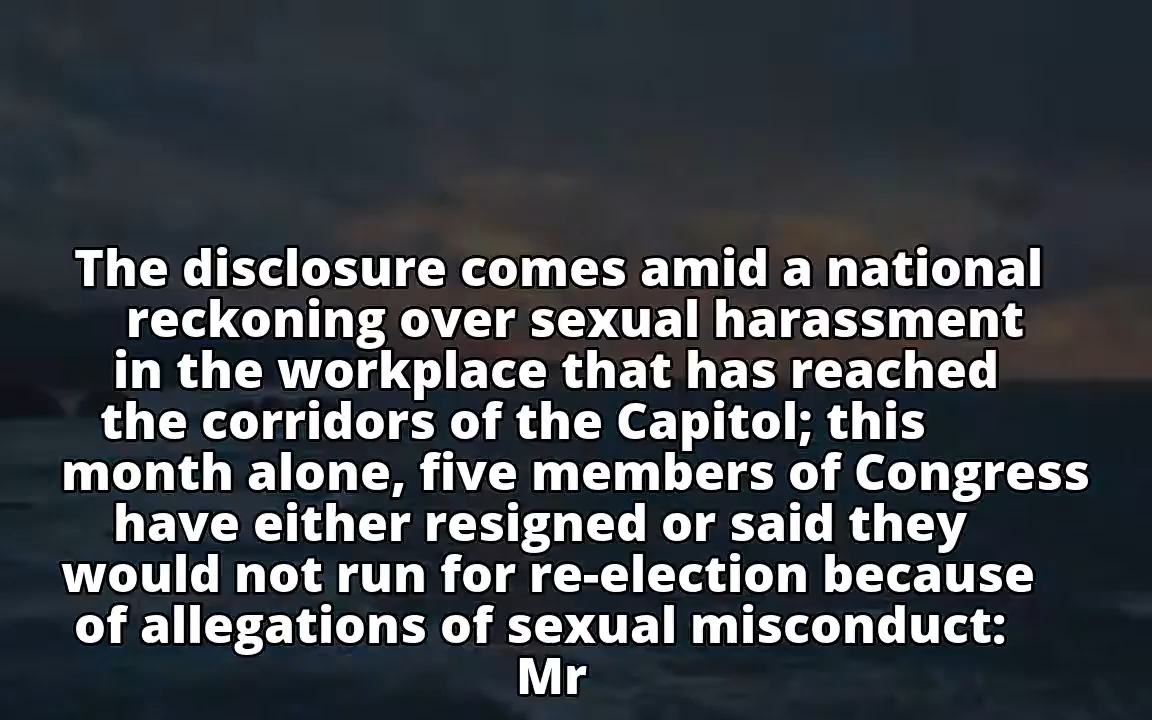 The disclosure comes amid a national
reckoning over sexual harassment
in the workplace that has reached
the corridors of the Capitol; this
month alone, five members of Congress
have either resigned or said they
would not run for re-election because
of allegations of sexual misconduct:
Mr